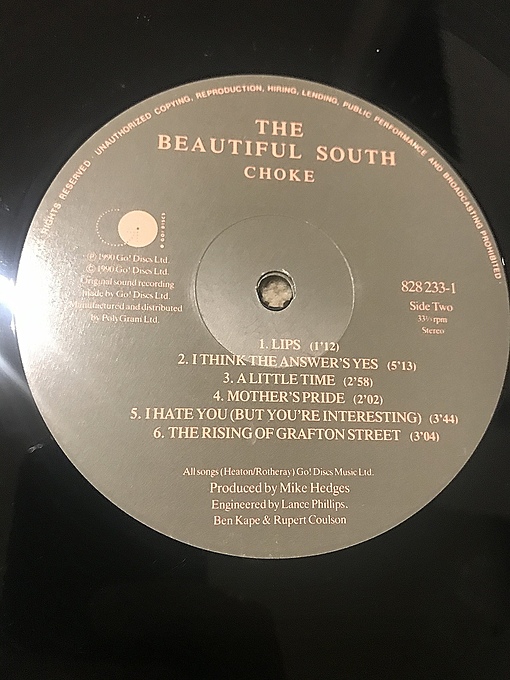 RIGHTS RESERVED · UNAUTHORIZED COPYING, REPRODUCTION, HIRING, LENDING, PUBLIC PERFORMANCE AND BROADCASTING PROHIBITED ·
THE
BEAUTIFUL SOUTH
CHOKE
GO! DISCS
℗ 1990 Go! Discs Ltd.
© 1990 Go! Discs Ltd.
Original sound recording
made by Go! Discs Ltd.
Manufactured and distributed
by PolyGram Ltd.
828 233-1
Side Two
33⅓ rpm
Stereo
1. LIPS (1'12)
2. I THINK THE ANSWER'S YES (5'13)
3. A LITTLE TIME (2'58)
4. MOTHER'S PRIDE (2'02)
5. I HATE YOU (BUT YOU'RE INTERESTING) (3'44)
6. THE RISING OF GRAFTON STREET (3'04)
All songs (Heaton/Rotheray) Go! Discs Music Ltd.
Produced by Mike Hedges
Engineered by Lance Phillips.
Ben Kape & Rupert Coulson